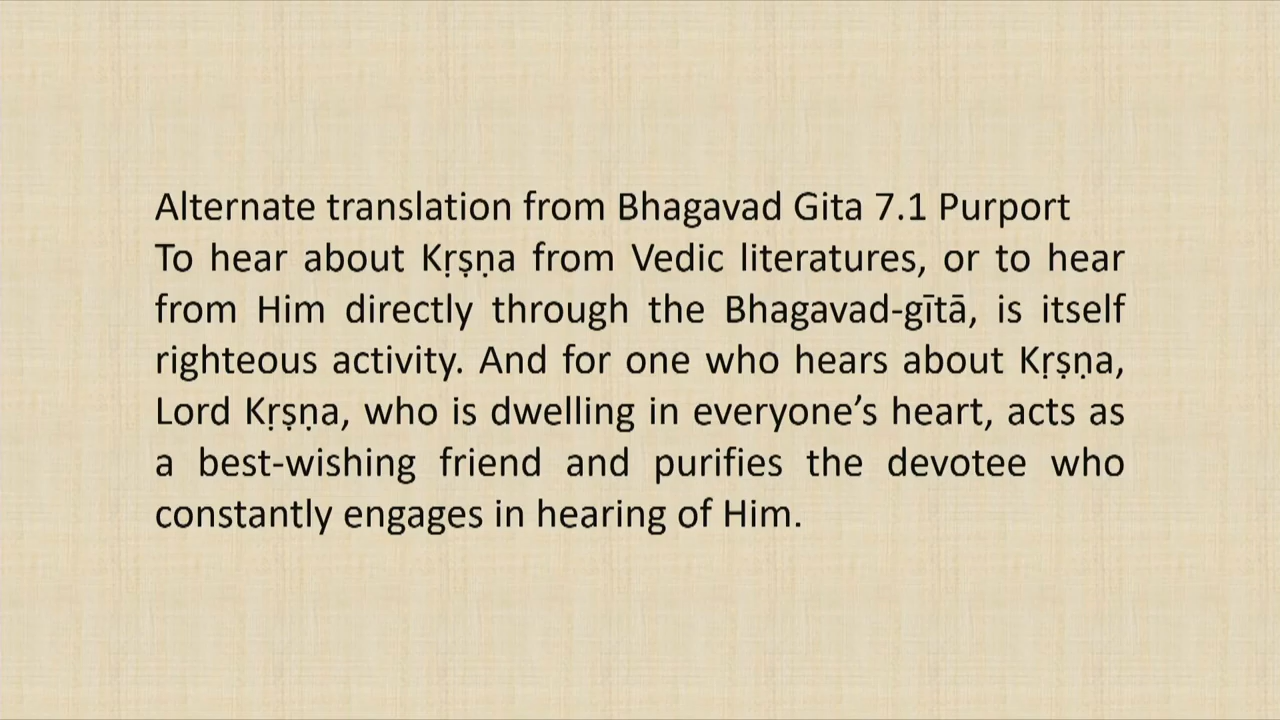 Alternate translation from Bhagavad Gita 7.1 Purport
To hear about Kṛṣṇa from Vedic literatures, or to hear
from Him directly through the Bhagavad-gītā, is itself
righteous activity. And for one who hears about Kṛṣṇa,
Lord Kṛṣṇa, who is dwelling in everyone’s heart, acts as
a best-wishing friend and purifies the devotee who
constantly engages in hearing of Him.